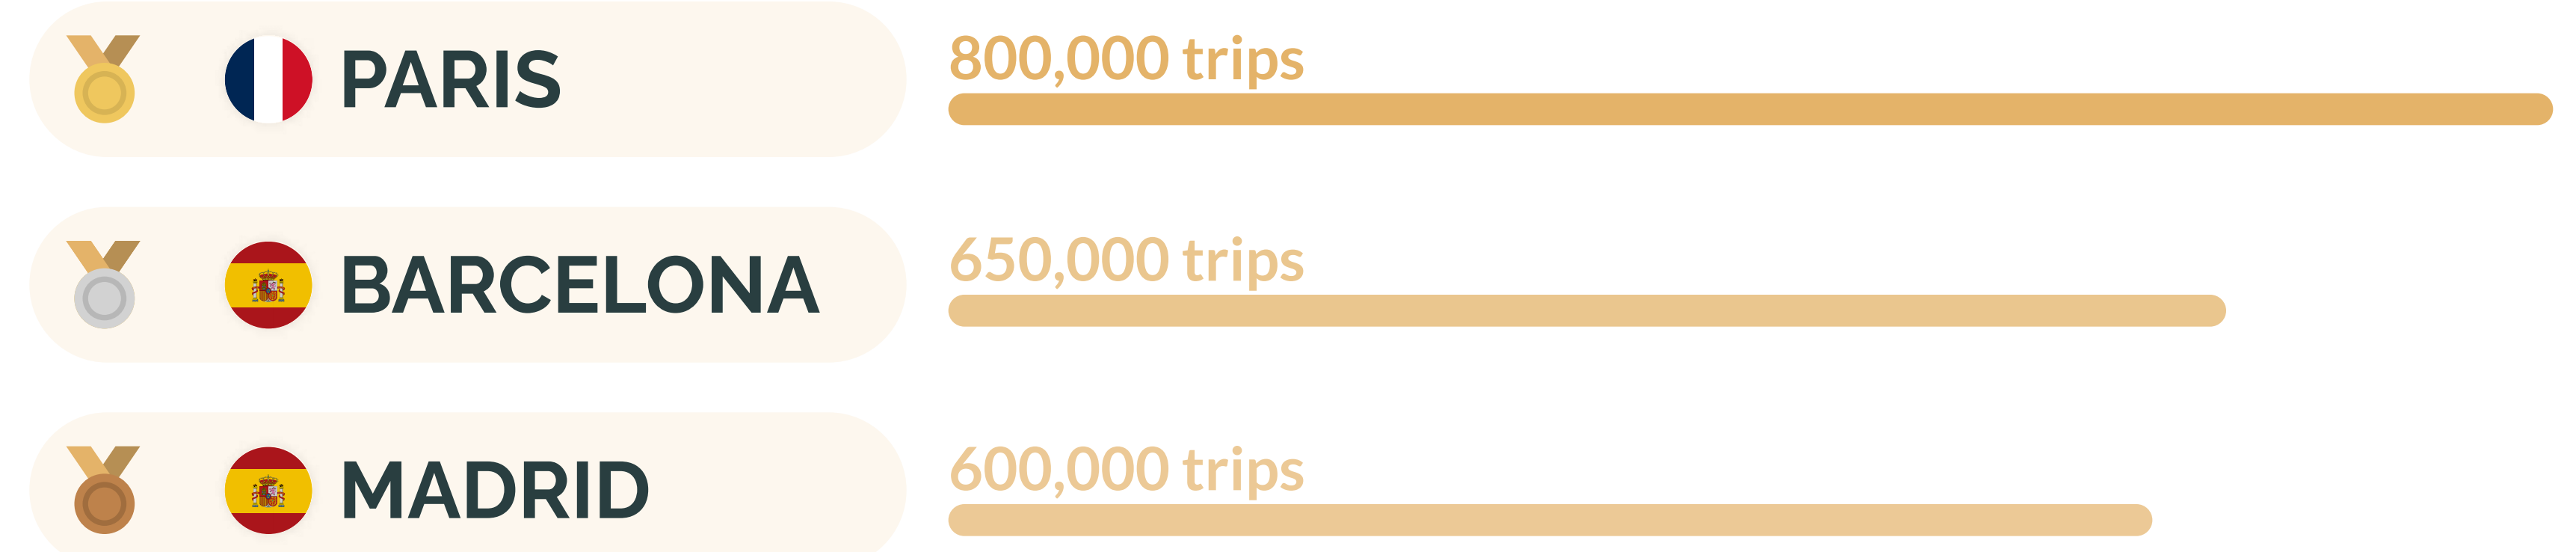 PARIS
800,000 trips
BARCELONA
650,000 trips
MADRID
600,000 trips